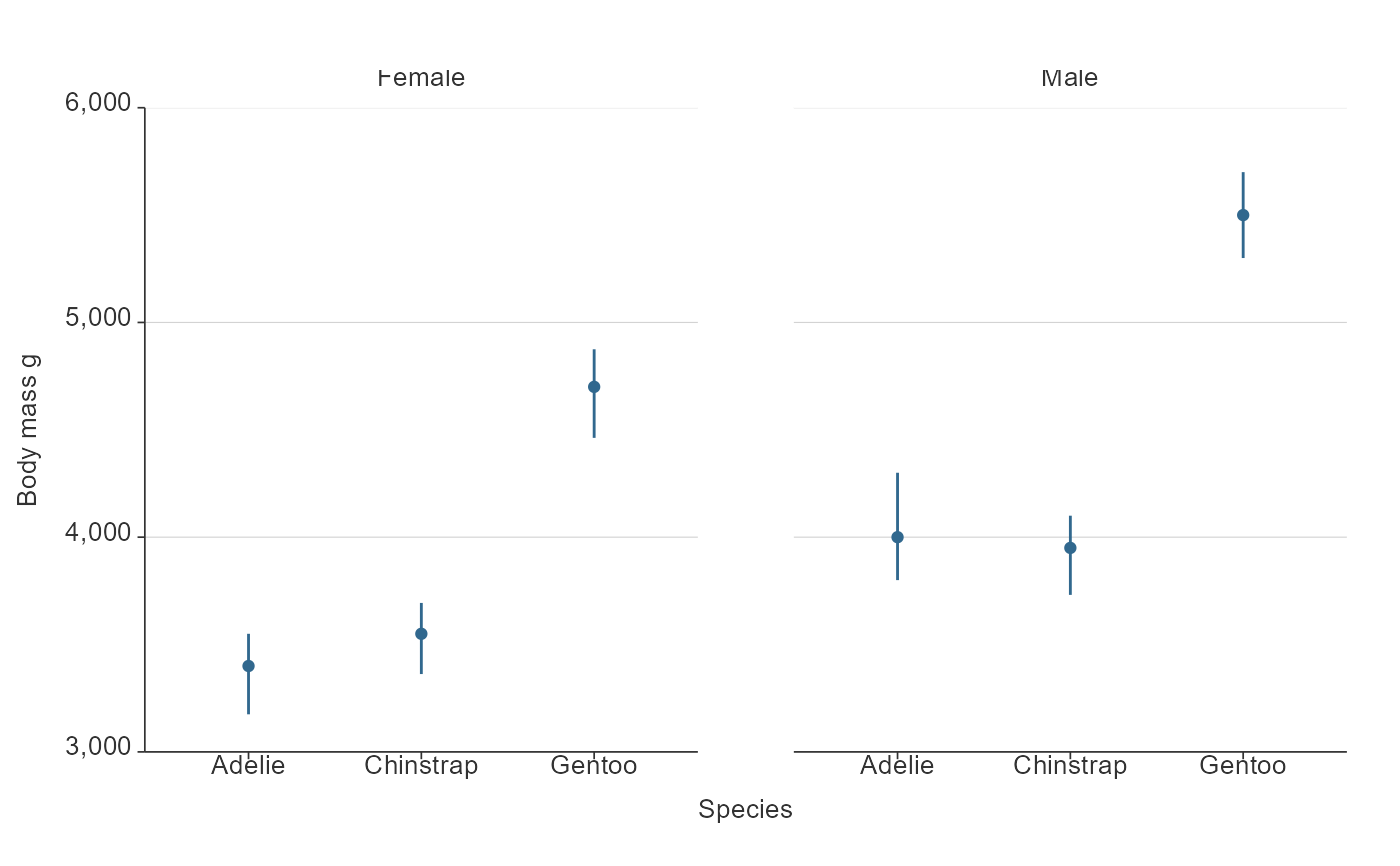 Female
Male
6,000
5,000
4,000
3,000
Body mass g
Adelie Chinstrap Gentoo
Adelie Chinstrap Gentoo
Species